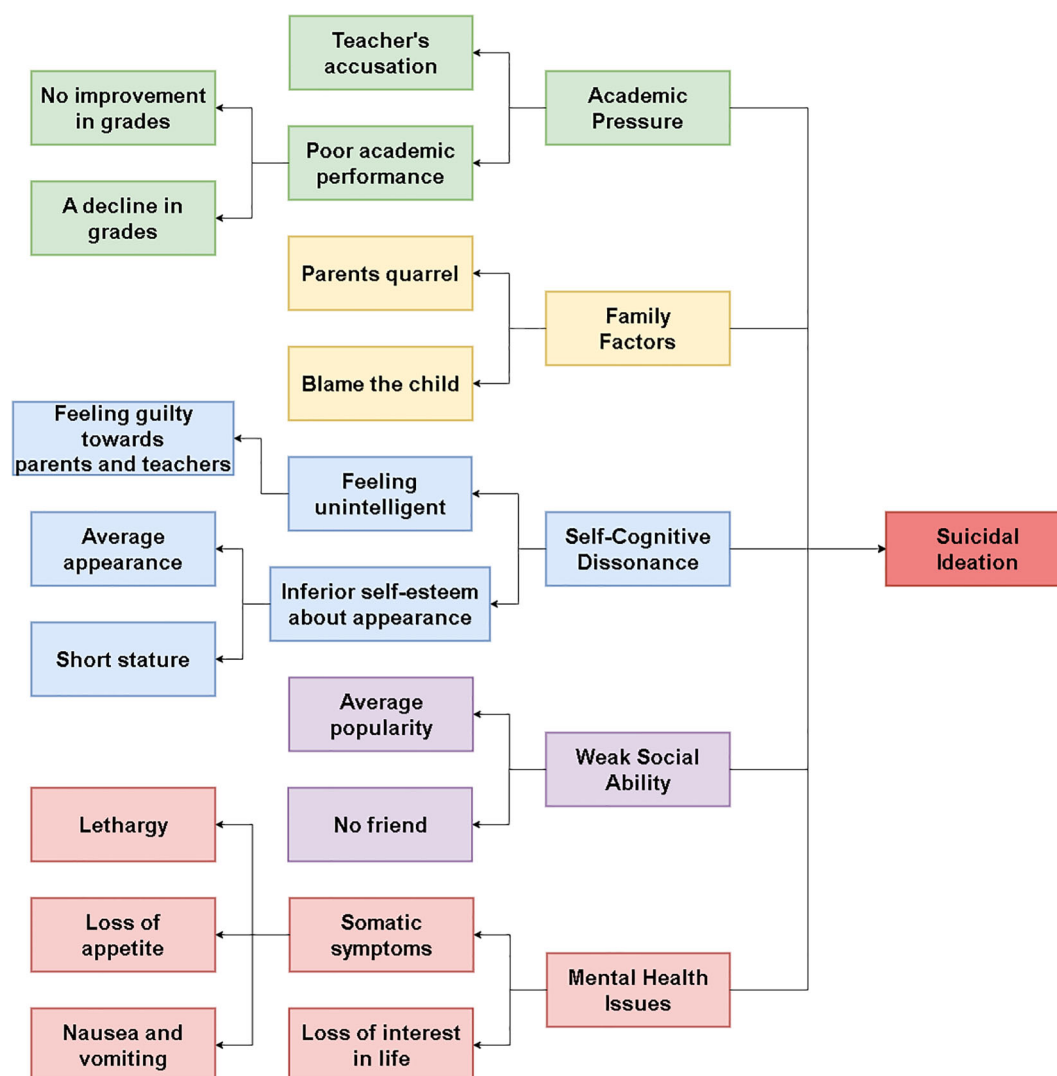 Teacher's
accusation
No improvement
in grades
Academic
Pressure
Poor academic
performance
A decline in
grades
Parents quarrel
Family
Factors
Blame the child
Feeling guilty
towards
parents and teachers
Feeling
unintelligent
Average
appearance
Self-Cognitive
Dissonance
Suicidal
Ideation
Inferior self-esteem
about appearance
Short stature
Average
popularity
Weak Social
Ability
Lethargy
No friend
Loss of
appetite
Somatic
symptoms
Mental Health
Issues
Nausea and
vomiting
Loss of interest
in life